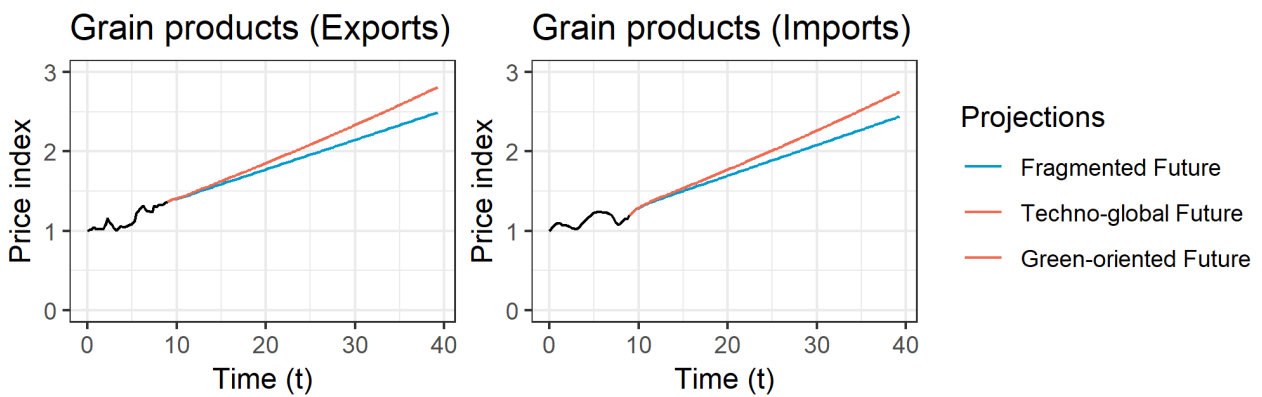 Grain products (Exports)
Price index
3
2
1
0
0 10 20 30 40
Time (t)
Grain products (Imports)
Price index
3
2
1
0
0 10 20 30 40
Time (t)
Projections
Fragmented Future
Techno-global Future
Green-oriented Future